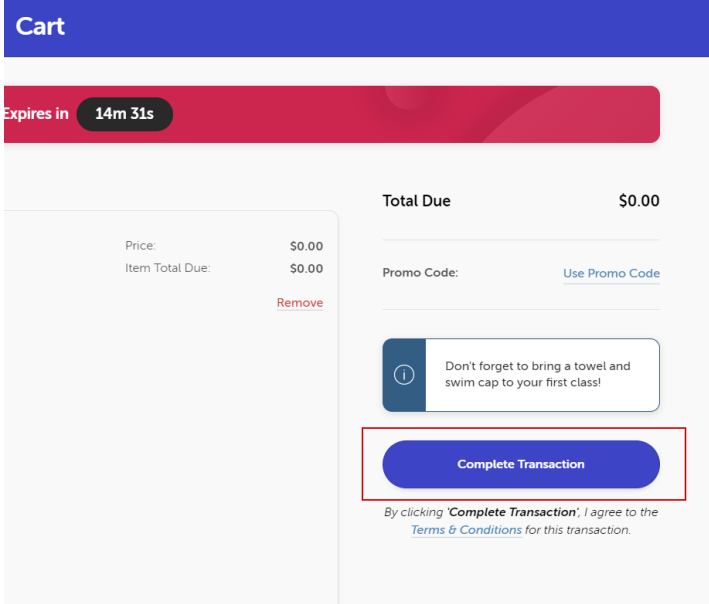 Cart
Expires in 14m 31s
Total Due $0.00
Price: $0.00
Item Total Due: $0.00
Remove
Promo Code: Use Promo Code
Don't forget to bring a towel and
swim cap to your first class!
Complete Transaction
By clicking 'Complete Transaction', I agree to the
Terms & Conditions for this transaction.